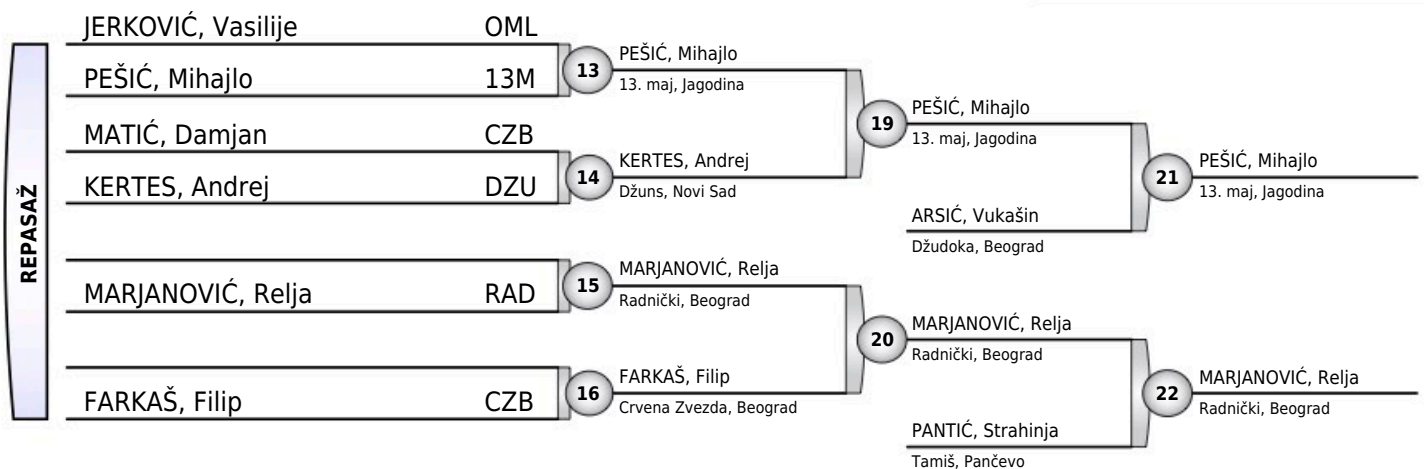 REPASAŽ
JERKOVIĆ, Vasilije OML
PEŠIĆ, Mihajlo 13M
MATIĆ, Damjan CZB
KERTES, Andrej DZU
MARJANOVIĆ, Relja RAD
FARKAŠ, Filip CZB
13
PEŠIĆ, Mihajlo
13. maj, Jagodina
14
KERTES, Andrej
Džuns, Novi Sad
15
MARJANOVIĆ, Relja
Radnički, Beograd
16
FARKAŠ, Filip
Crvena Zvezda, Beograd
19
PEŠIĆ, Mihajlo
13. maj, Jagodina
ARSIĆ, Vukašin
Džudoka, Beograd
20
MARJANOVIĆ, Relja
Radnički, Beograd
PANTIĆ, Strahinja
Tamiš, Pančevo
21
PEŠIĆ, Mihajlo
13. maj, Jagodina
22
MARJANOVIĆ, Relja
Radnički, Beograd